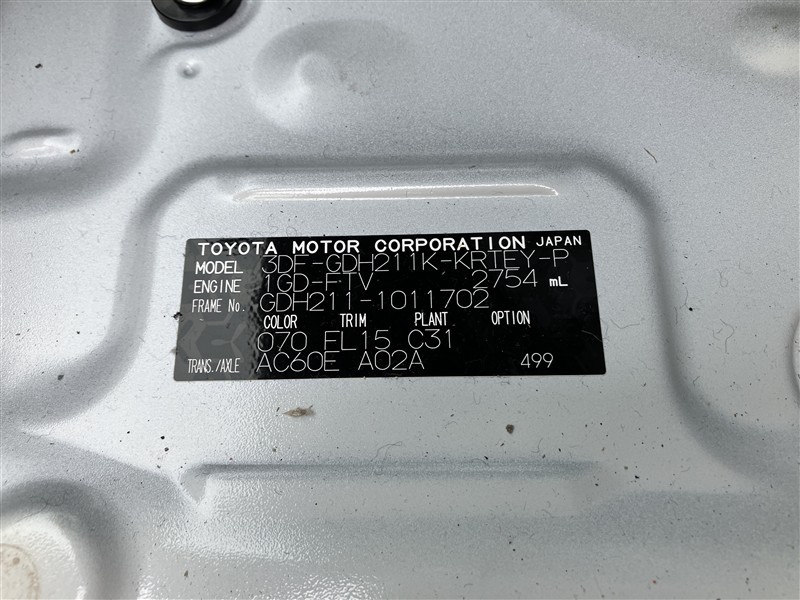 TOYOTA MOTOR CORPORATION JAPAN
MODEL 3DF-GDH211K-KRTEY-P
ENGINE 1GD-FTV 2754 mL
FRAME No. GDH211-1011702
COLOR TRIM PLANT OPTION
070 FL15 C31
TRANS./AXLE AC60E A02A 499